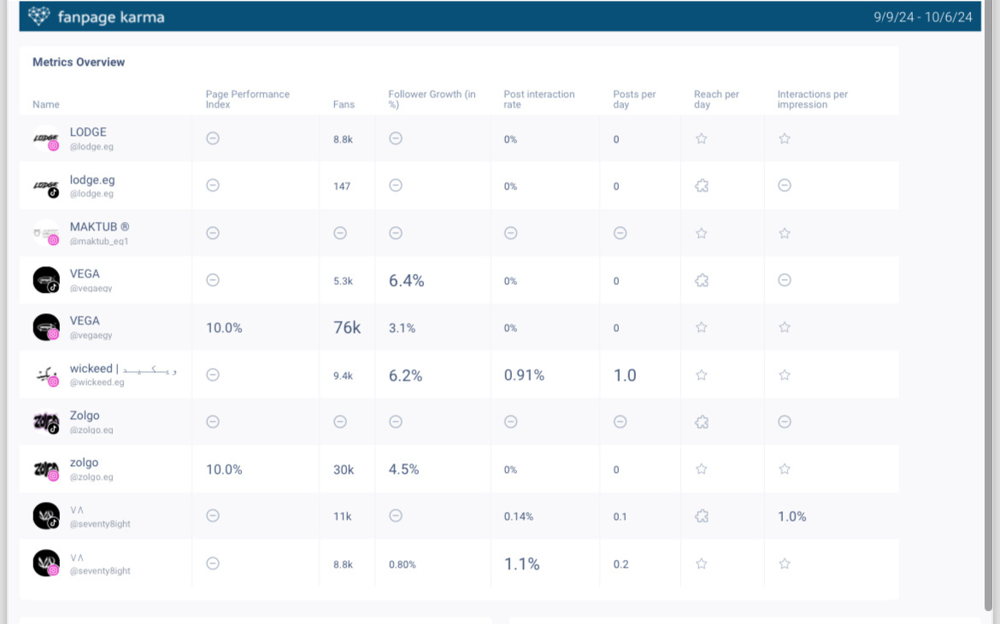 fanpage karma
9/9/24 - 10/6/24
Metrics Overview
Name
Page Performance Index
Fans
Follower Growth (in %)
Post interaction rate
Posts per day
Reach per day
Interactions per impression
LODGE
@lodge.eg
8.8k
0%
0
lodge.eg
@lodge.eg
147
0%
0
MAKTUB ®
@maktub_eg1
VEGA
@vegaegy
5.3k
6.4%
0%
0
VEGA
@vegaegy
10.0%
76k
3.1%
0%
0
wickeed |
@wickeed.eg
9.4k
6.2%
0.91%
1.0
Zolgo
@zolgo.eg
zolgo
@zolgo.eg
10.0%
30k
4.5%
0%
0
٧٨
@seventy8ight
11k
0.14%
0.1
1.0%
٧٨
@seventy8ight
8.8k
0.80%
1.1%
0.2